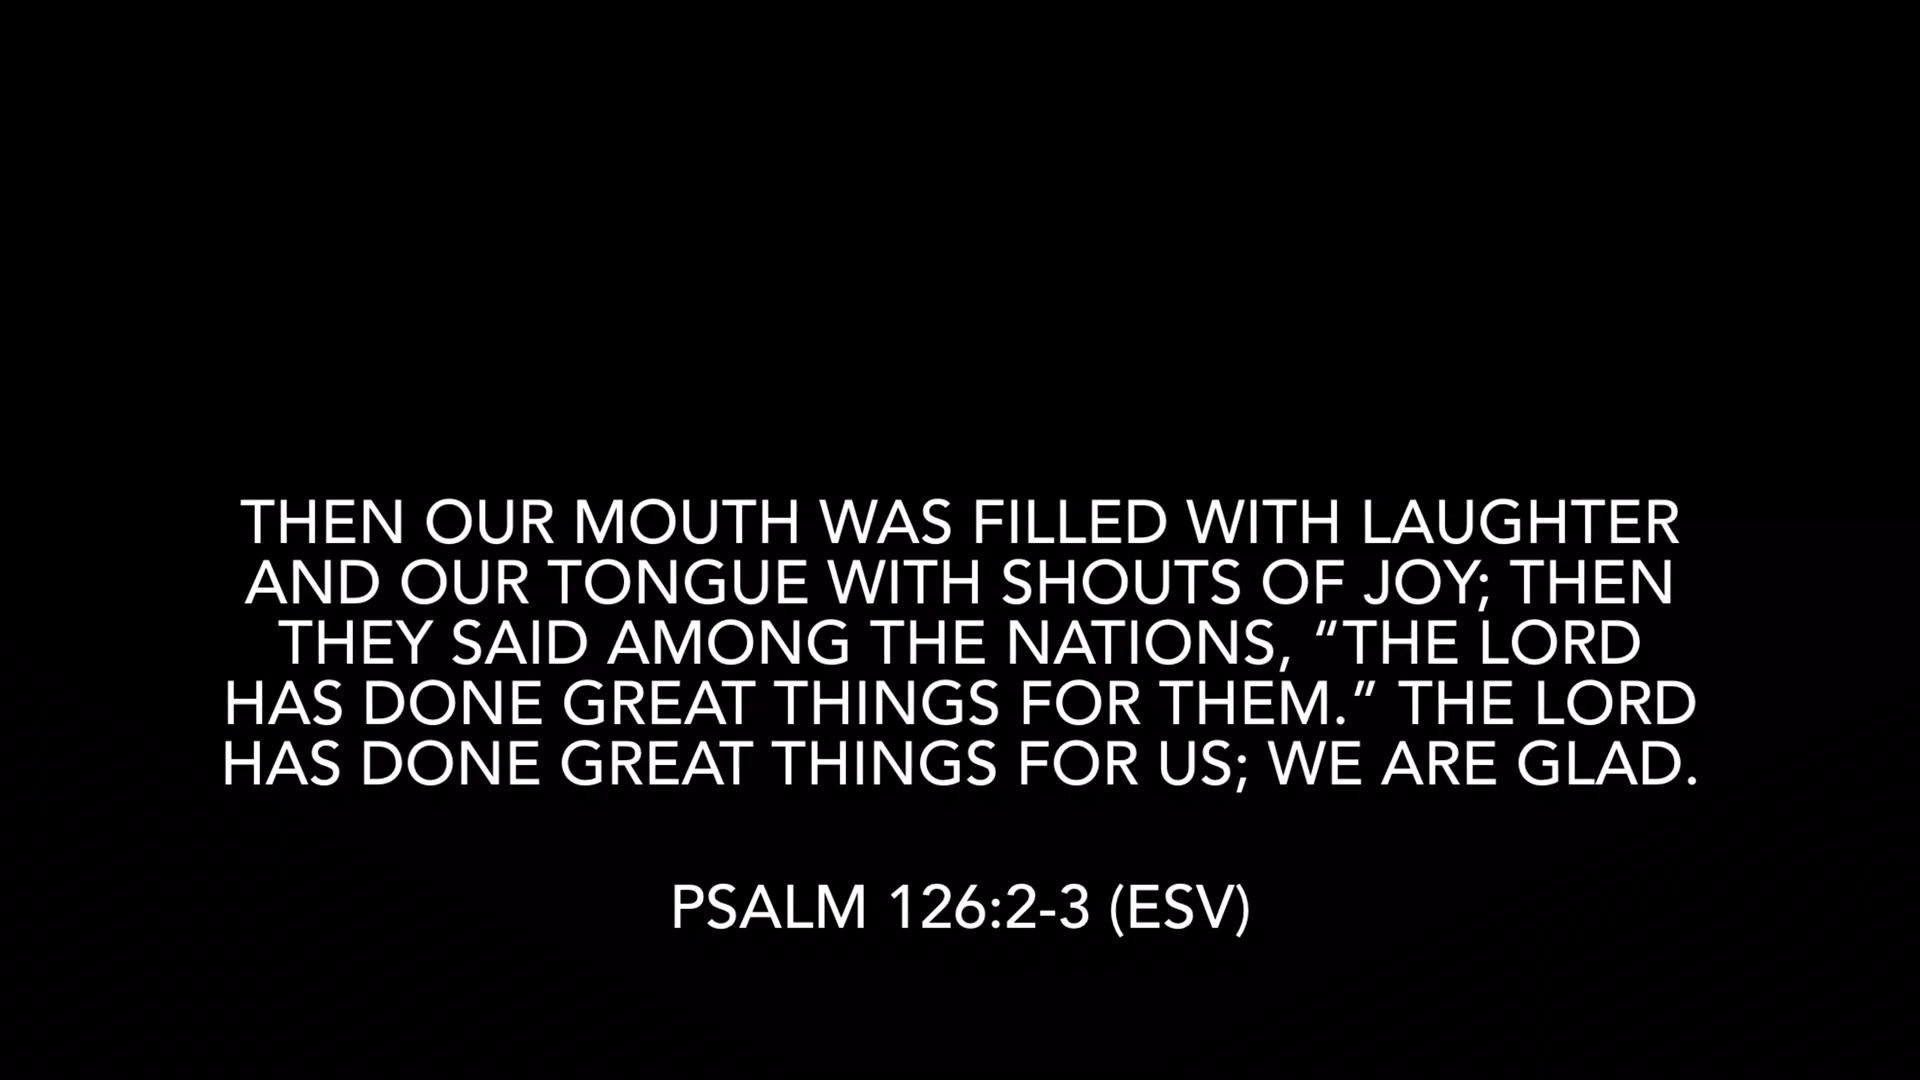 THEN OUR MOUTH WAS FILLED WITH LAUGHTER
AND OUR TONGUE WITH SHOUTS OF JOY; THEN
THEY SAID AMONG THE NATIONS, “THE LORD
HAS DONE GREAT THINGS FOR THEM.” THE LORD
HAS DONE GREAT THINGS FOR US; WE ARE GLAD.
PSALM 126:2-3 (ESV)